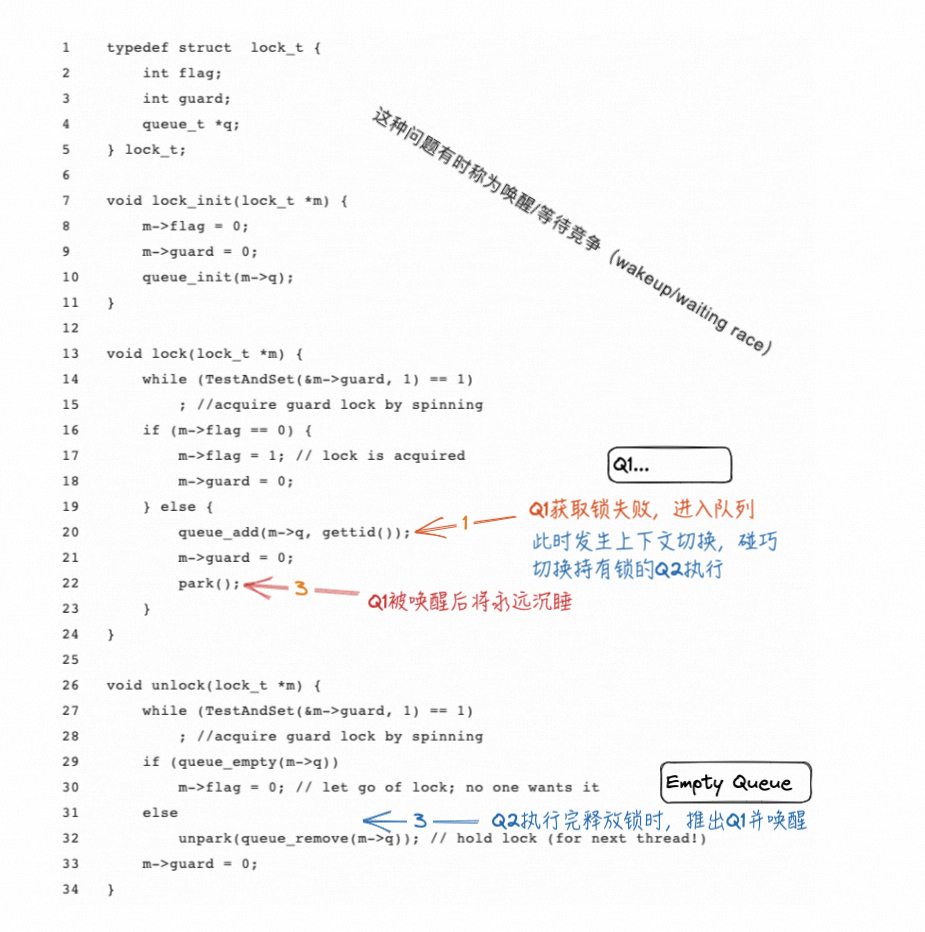 1 typedef struct lock_t {
2 int flag;
3 int guard;
4 queue_t *q;
5 } lock_t;
6
7 void lock_init(lock_t *m) {
8 m->flag = 0;
9 m->guard = 0;
10 queue_init(m->q);
11 }
12
这种问题有时称为唤醒/等待竞争（wakeup/waiting race）
13 void lock(lock_t *m) {
14 while (TestAndSet(&m->guard, 1) == 1)
15 ; //acquire guard lock by spinning
16 if (m->flag == 0) {
17 m->flag = 1; // lock is acquired
Q1...
18 m->guard = 0;
19 } else {
Q1获取锁失败，进入队列
20 queue_add(m->q, gettid());
1
此时发生上下文切换，碰巧
21 m->guard = 0;
切换持有锁的Q2执行
22 park();
3
Q1被唤醒后将永远沉睡
23 }
24 }
25
26 void unlock(lock_t *m) {
27 while (TestAndSet(&m->guard, 1) == 1)
28 ; //acquire guard lock by spinning
29 if (queue_empty(m->q))
Empty Queue
30 m->flag = 0; // let go of lock; no one wants it
31 else
3
Q2执行完释放锁时，推出Q1并唤醒
32 unpark(queue_remove(m->q)); // hold lock (for next thread!)
33 m->guard = 0;
34 }